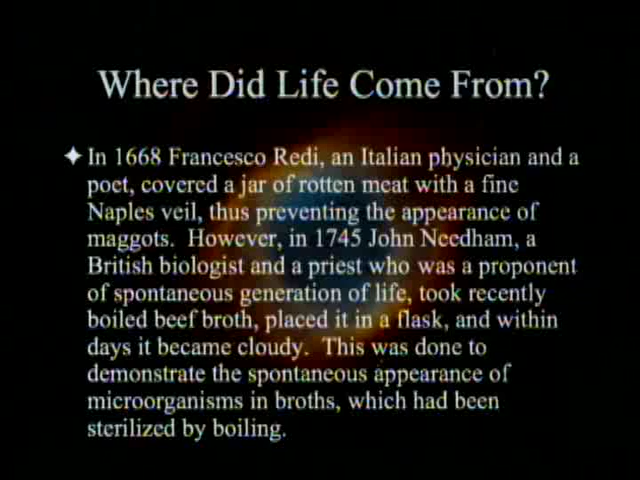 Where Did Life Come From?
In 1668 Francesco Redi, an Italian physician and a
poet, covered a jar of rotten meat with a fine
Naples veil, thus preventing the appearance of
maggots.  However, in 1745 John Needham, a
British biologist and a priest who was a proponent
of spontaneous generation of life, took recently
boiled beef broth, placed it in a flask, and within
days it became cloudy.  This was done to
demonstrate the spontaneous appearance of
microorganisms in broths, which had been
sterilized by boiling.